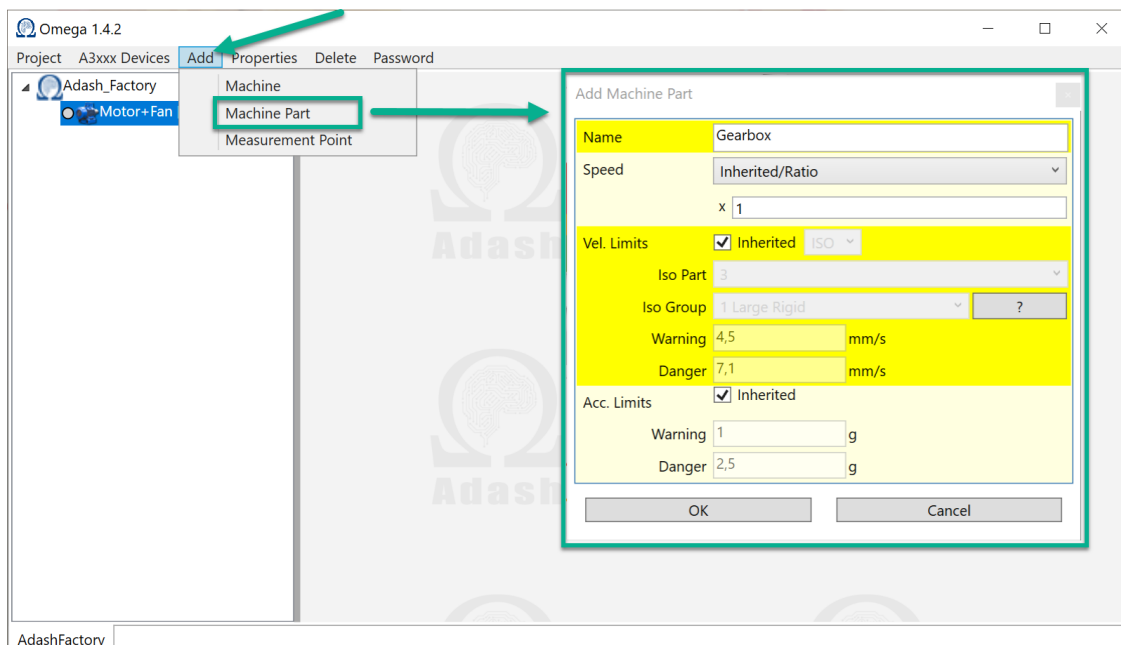 Omega 1.4.2
Project A3xxx Devices Add Properties Delete Password
Adash_Factory
Motor+Fan
Machine
Machine Part
Measurement Point
Adash
Adash
Add Machine Part
Name Gearbox
Speed Inherited/Ratio
x 1
Vel. Limits Inherited ISO
Iso Part 3
Iso Group 1 Large Rigid ?
Warning 4,5 mm/s
Danger 7,1 mm/s
Acc. Limits Inherited
Warning 1 g
Danger 2,5 g
OK Cancel
AdashFactory